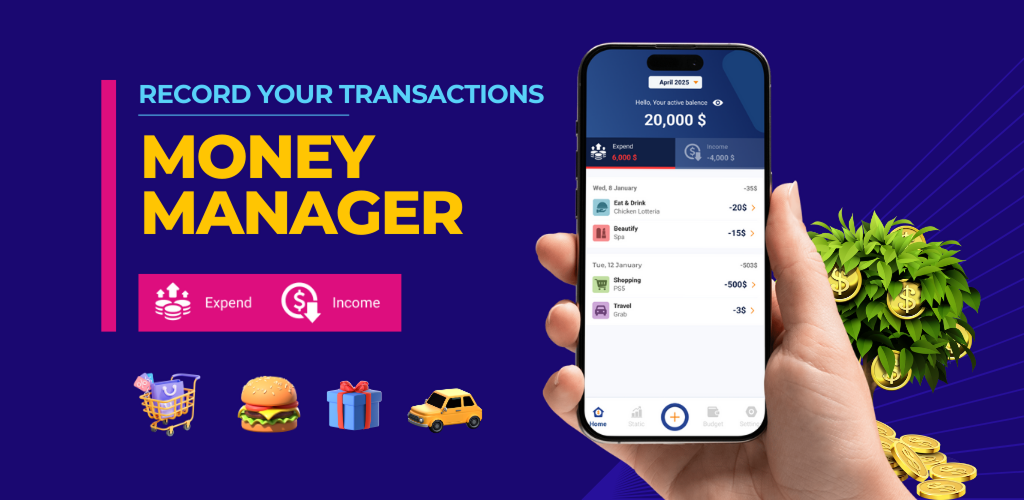 RECORD YOUR TRANSACTIONS
MONEY
MANAGER
Expend
Income
April 2025
Hello, Your active balence
20,000 $
Expend
6,000 $
Income
-4,000 $
Wed, 8 January
-35$
Eat & Drink
Chicken Lotteria
-20$
Beautify
Spa
-15$
Tue, 12 January
-503$
Shopping
PS5
-500$
Travel
Grab
-3$
Home
Static
Budget